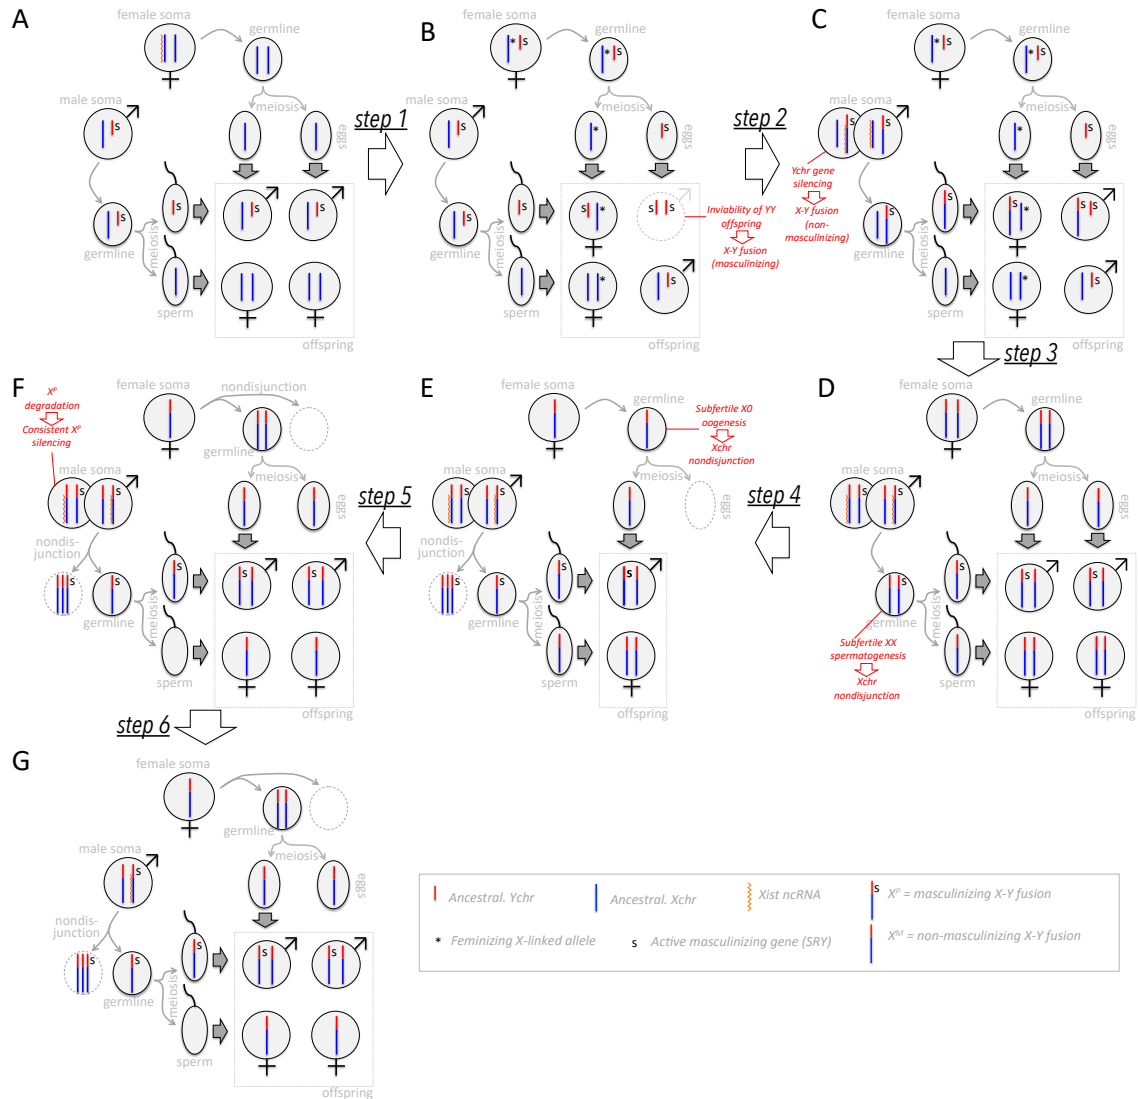 A
female soma
germline
male soma
s
meiosis
eggs
step 1
s
s
s
s
germline
meiosis
sperm
offspring
B
female soma
germline
* s
* s
male soma
s
meiosis
* s
eggs
step 2
s
s
s * s s
Inviability of YY
offspring
X-Y fusion
(masculinizing)
germline
meiosis
* s
sperm
offspring
C
female soma
germline
* s
* s
male soma
s
s
Ychr gene
silencing
X-Y fusion
(non-
masculinizing)
meiosis
* s
eggs
s
s
s * s s
germline
meiosis
* s
sperm
offspring
step 3
D
female soma
germline
male soma
s
s
meiosis
eggs
s
s
s
s
germline
meiosis
Subfertile XX
spermatogenesis
Xchr
nondisjunction
sperm
offspring
step 4
E
female soma
germline
Subfertile X0
oogenesis
Xchr
nondisjunction
male soma
s
s
meiosis
eggs
nondis-
junction
s
s
s
s
germline
meiosis
sperm
offspring
step 5
F
Xᴾ
degradation
Consistent Xᴾ
silencing
female soma
nondisjunction
germline
male soma
s
s
meiosis
eggs
nondis-
junction
s
s
s
s
s
germline
meiosis
sperm
offspring
step 6
G
female soma
germline
male soma
s
meiosis
eggs
nondis-
junction
s
s
s
s
s
germline
meiosis
sperm
offspring
Ancestral. Ychr
Ancestral. Xchr
Xist ncRNA
s Xᴾ = masculinizing X-Y fusion
* Feminizing X-linked allele
s Active masculinizing gene (SRY)
Xᴹ = non-masculinizing X-Y fusion